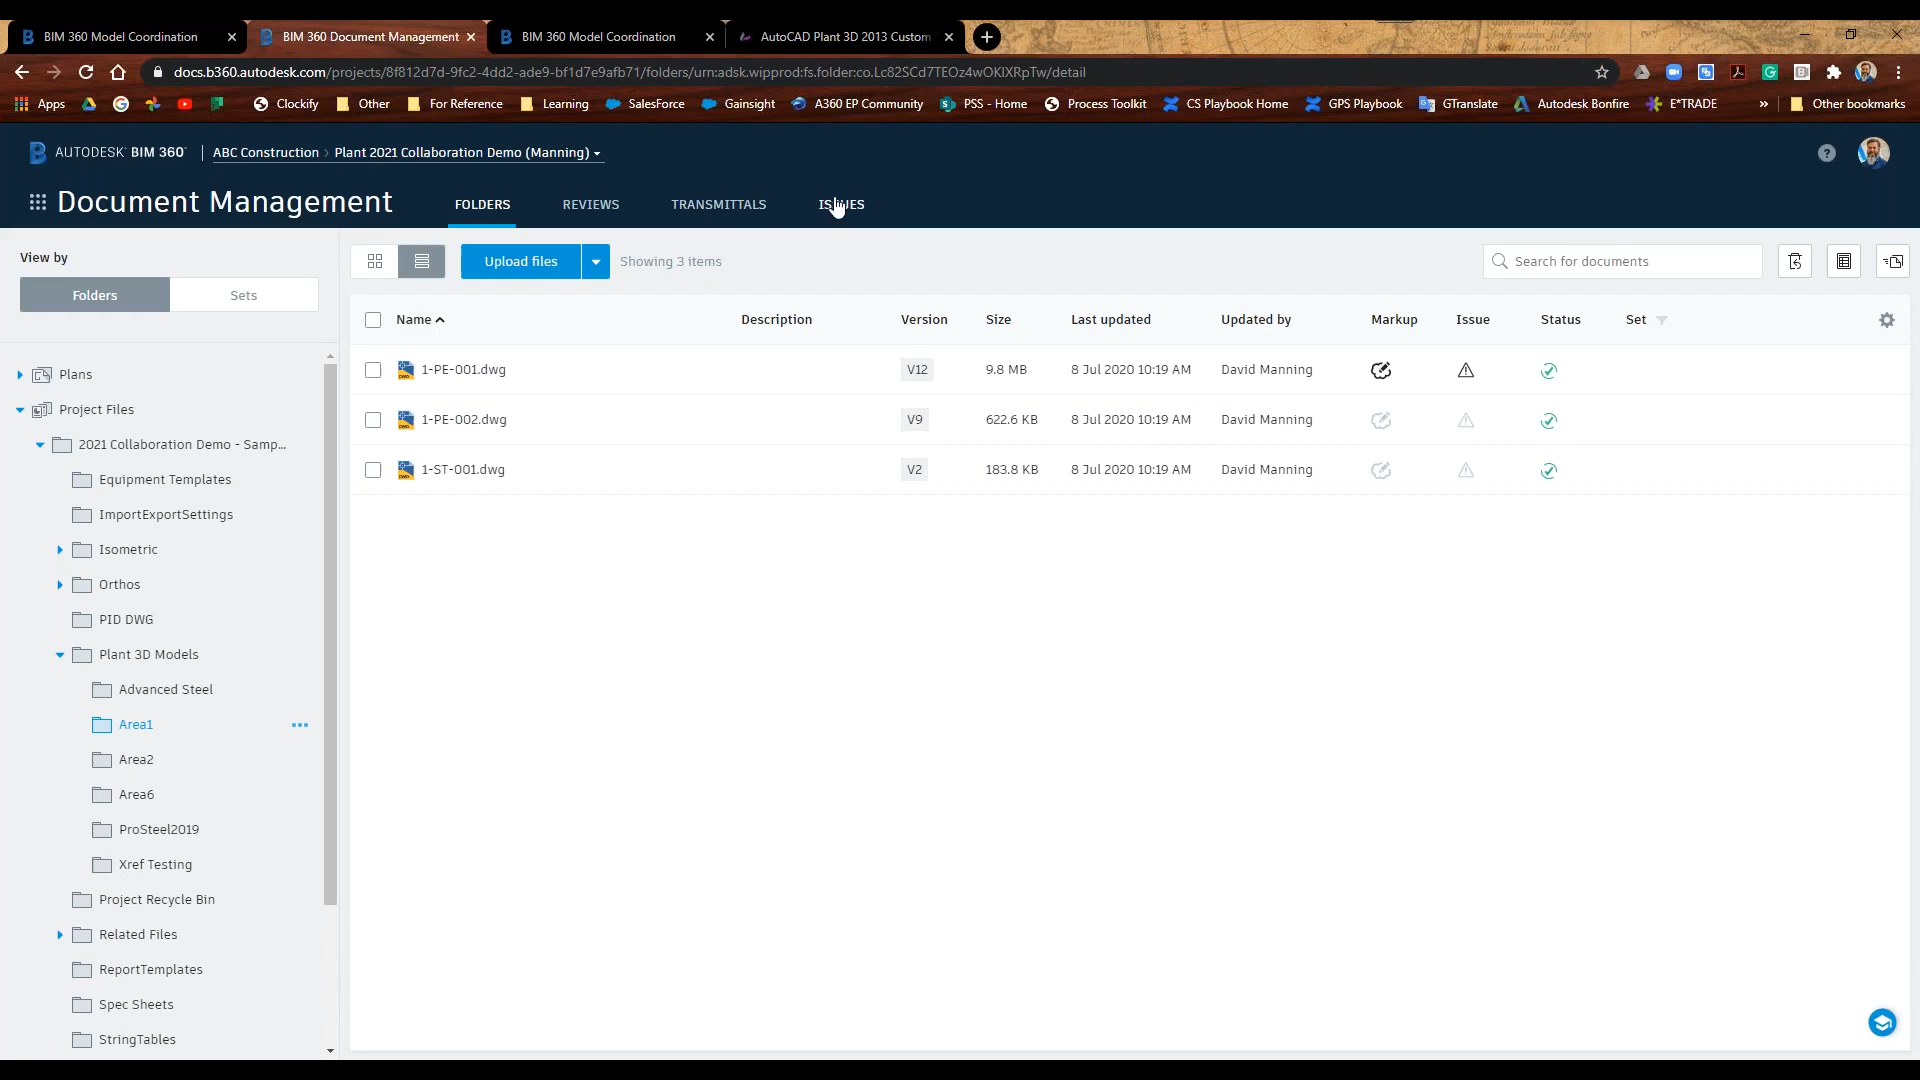 BIM 360 Model Coordination
BIM 360 Document Management
BIM 360 Model Coordination
AutoCAD Plant 3D 2013 Custom
docs.b360.autodesk.com/projects/8f812d7d-9fc2-4dd2-ade9-bf1d7e9afb71/folders/urn:adsk.wipprod:fs.folder:co.Lc82SCd7TEOz4wOKIXRpTw/detail
Apps Clockify Other For Reference Learning SalesForce Gainsight A360 EP Community PSS - Home Process Toolkit CS Playbook Home GPS Playbook GTranslate Autodesk Bonfire E*TRADE » Other bookmarks
AUTODESK BIM 360 ABC Construction > Plant 2021 Collaboration Demo (Manning)
Document Management FOLDERS REVIEWS TRANSMITTALS ISSUES
View by
Folders Sets
Upload files Showing 3 items Search for documents
Name Description Version Size Last updated Updated by Markup Issue Status Set
1-PE-001.dwg V12 9.8 MB 8 Jul 2020 10:19 AM David Manning
1-PE-002.dwg V9 622.6 KB 8 Jul 2020 10:19 AM David Manning
1-ST-001.dwg V2 183.8 KB 8 Jul 2020 10:19 AM David Manning
Plans
Project Files
2021 Collaboration Demo - Samp...
Equipment Templates
ImportExportSettings
Isometric
Orthos
PID DWG
Plant 3D Models
Advanced Steel
Area1
Area2
Area6
ProSteel2019
Xref Testing
Project Recycle Bin
Related Files
ReportTemplates
Spec Sheets
StringTables